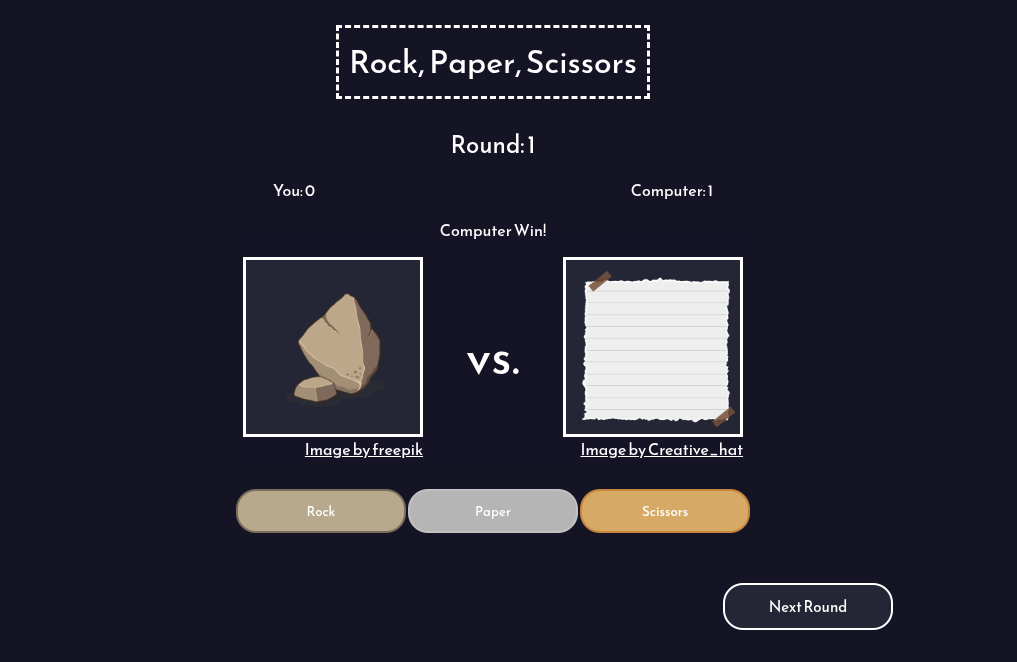 Rock, Paper, Scissors
Round: 1
You: 0
Computer: 1
Computer Win!
vs.
Image by freepik
Image by Creative_hat
Rock
Paper
Scissors
Next Round